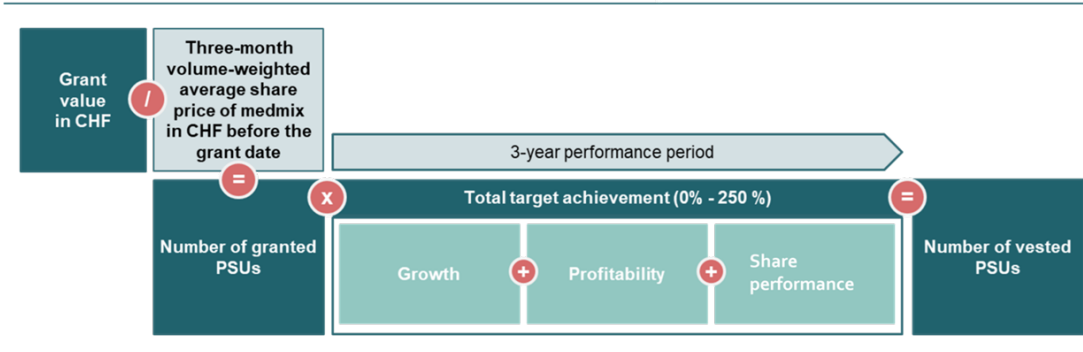 Grant
value
in CHF
/
Three-month
volume-weighted
average share
price of medmix
in CHF before the
grant date
=
3-year performance period
Number of granted
PSUs
x
Total target achievement (0% - 250 %)
Growth
+
Profitability
+
Share
performance
=
Number of vested
PSUs